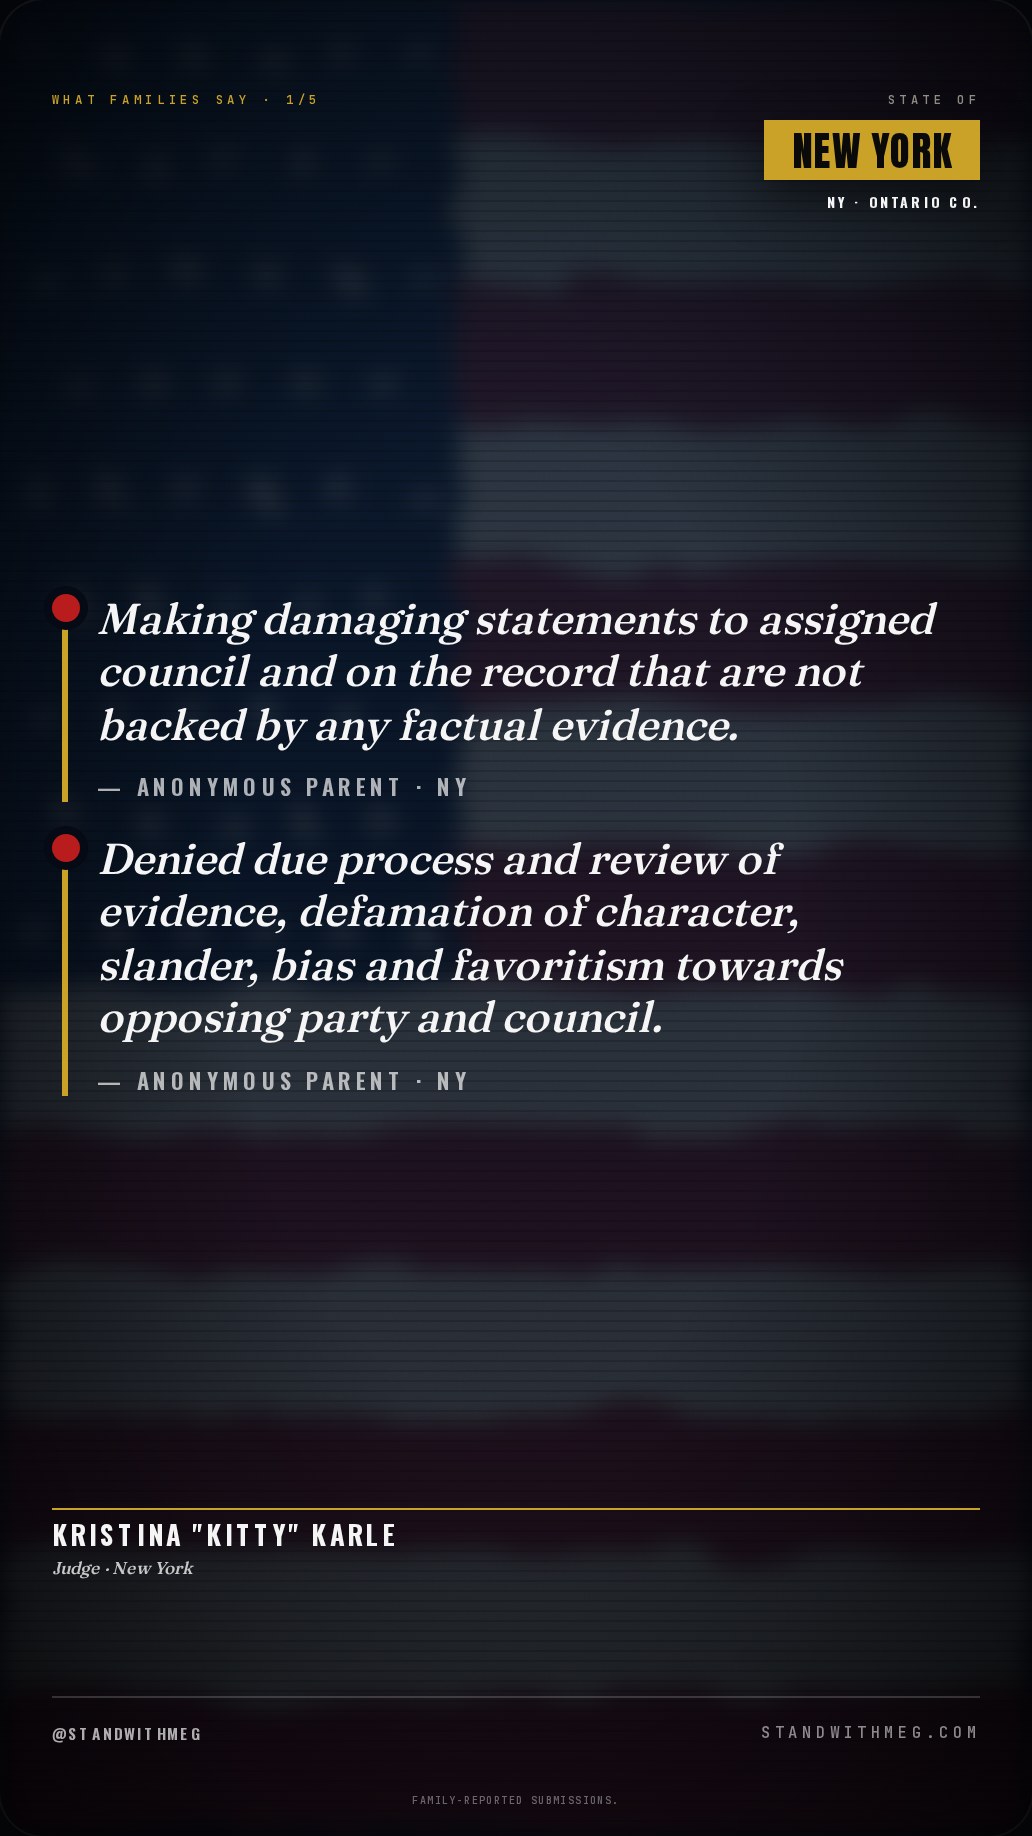 WHAT FAMILIES SAY · 1/5
STATE OF
NEW YORK
NY · ONTARIO CO.
Making damaging statements to assigned
council and on the record that are not
backed by any factual evidence.
— ANONYMOUS PARENT · NY
Denied due process and review of
evidence, defamation of character,
slander, bias and favoritism towards
opposing party and council.
— ANONYMOUS PARENT · NY
KRISTINA "KITTY" KARLE
Judge · New York
@STANDWITHMEG
STANDWITHMEG.COM
FAMILY-REPORTED SUBMISSIONS.